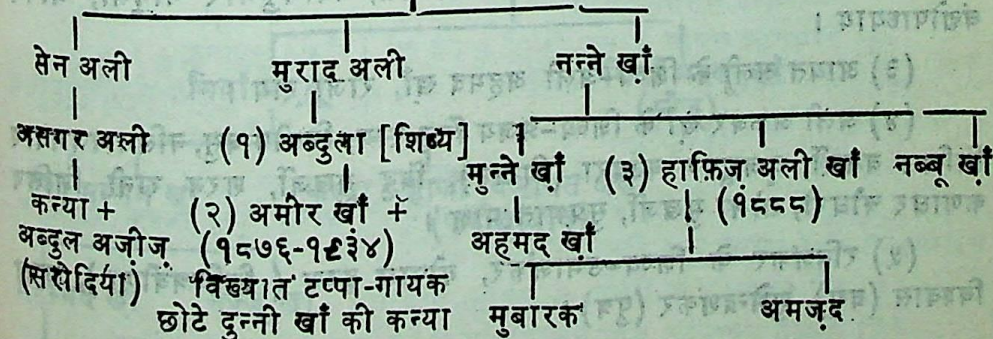 सेन अली मुराद अली नन्ने ख़ाँ
असगर अली (१) अब्दुला [शिष्य] मुन्ने ख़ाँ (३) हाफ़िज़ अली ख़ाँ नब्बू ख़ाँ
कन्या + (२) अमीर ख़ाँ + (१८८८)
अब्दुल अज़ीज़ (१८७६-१९३४) अहमद ख़ाँ
(सरोदिया) विख्यात टप्पा-गायक
छोटे दुन्नी खाँ की कन्या मुबारक अमजद